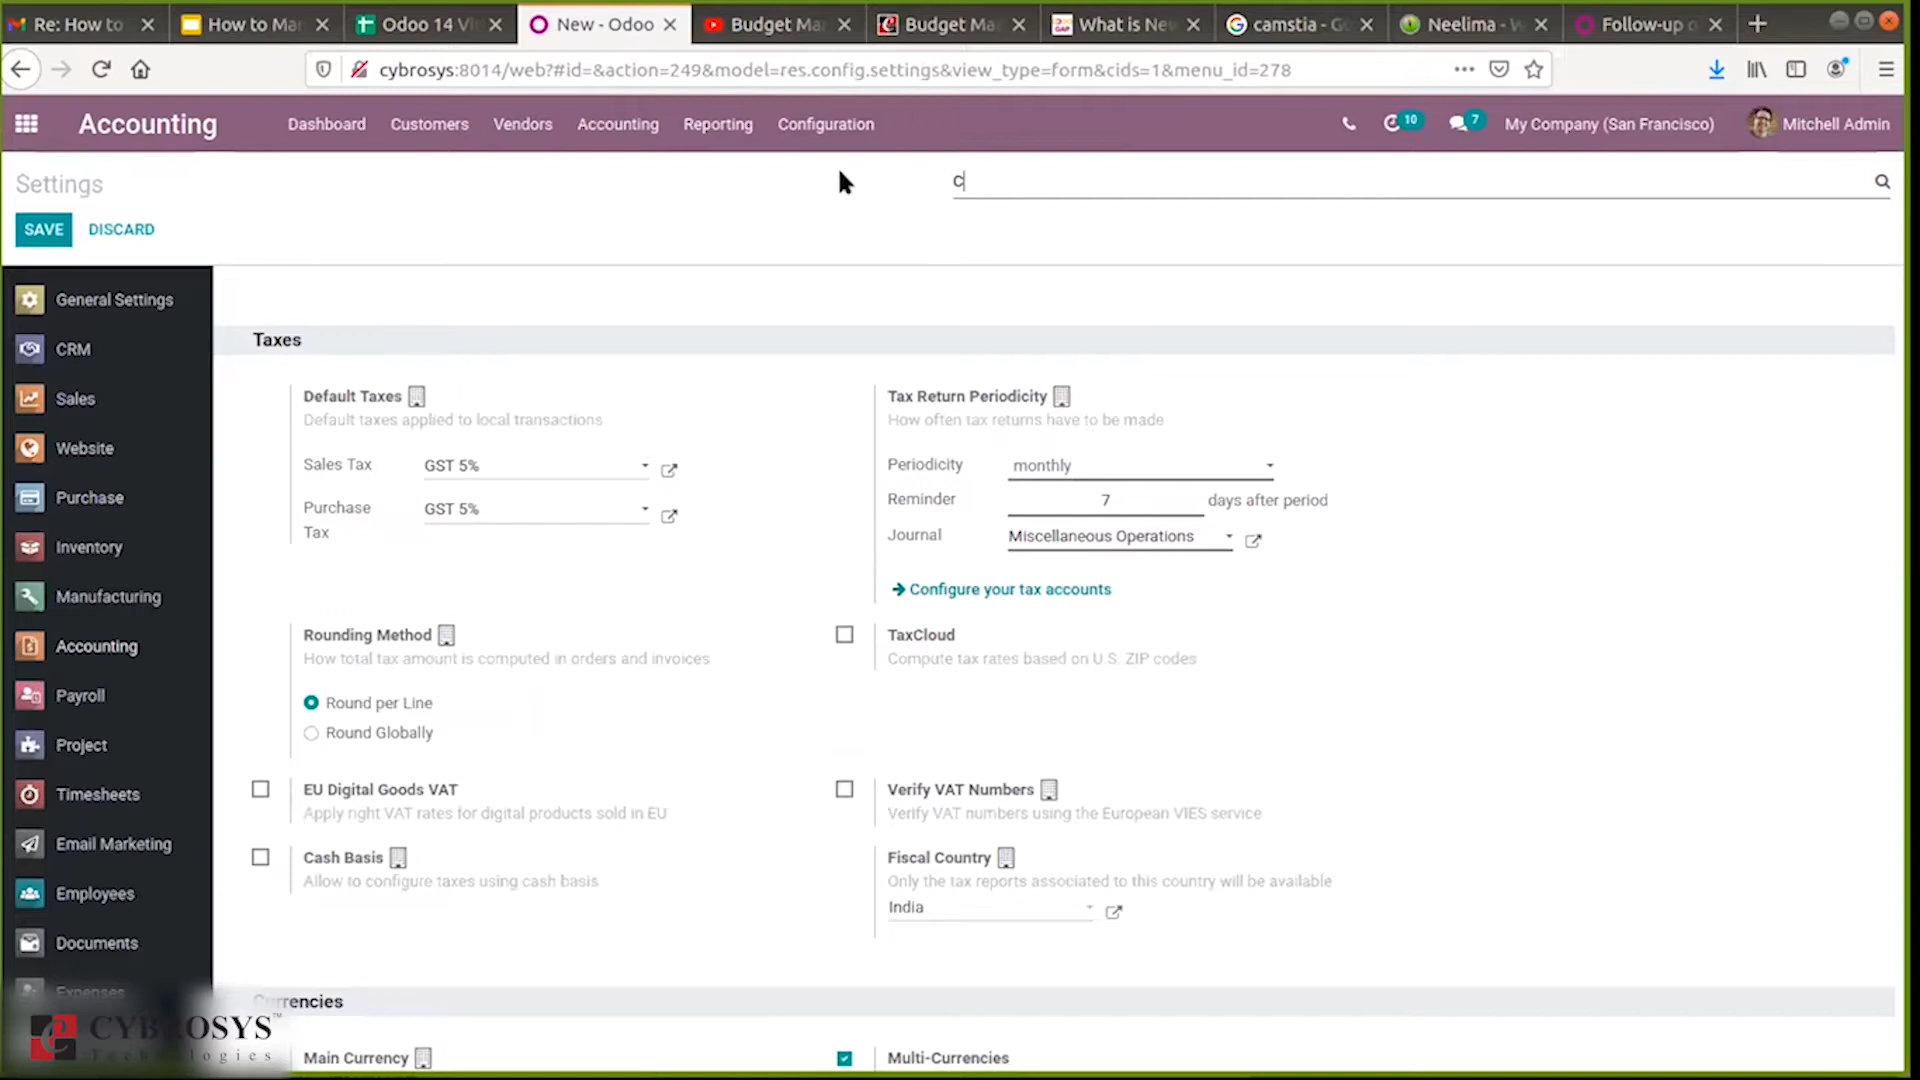 Re: How to
How to Ma
Odoo 14 Vi
New - Odoo
Budget Ma
Budget Ma
What is Ne
camstia - G
Neelima - W
Follow-up o
cybrosys:8014/web?#id=&action=249&model=res.config.settings&view_type=form&cids=1&menu_id=278
Accounting
Dashboard
Customers
Vendors
Accounting
Reporting
Configuration
10
7
My Company (San Francisco)
Mitchell Admin
Settings
c
SAVE
DISCARD
General Settings
CRM
Sales
Website
Purchase
Inventory
Manufacturing
Accounting
Payroll
Project
Timesheets
Email Marketing
Employees
Documents
Expenses
Taxes
Default Taxes
Default taxes applied to local transactions
Sales Tax GST 5%
Purchase Tax GST 5%
Tax Return Periodicity
How often tax returns have to be made
Periodicity monthly
Reminder 7 days after period
Journal Miscellaneous Operations
Configure your tax accounts
Rounding Method
How total tax amount is computed in orders and invoices
Round per Line
Round Globally
TaxCloud
Compute tax rates based on U.S. ZIP codes
EU Digital Goods VAT
Apply right VAT rates for digital products sold in EU
Verify VAT Numbers
Verify VAT numbers using the European VIES service
Cash Basis
Allow to configure taxes using cash basis
Fiscal Country
Only the tax reports associated to this country will be available
India
Currencies
Main Currency
Multi-Currencies
CYBROSYS™
Technologies